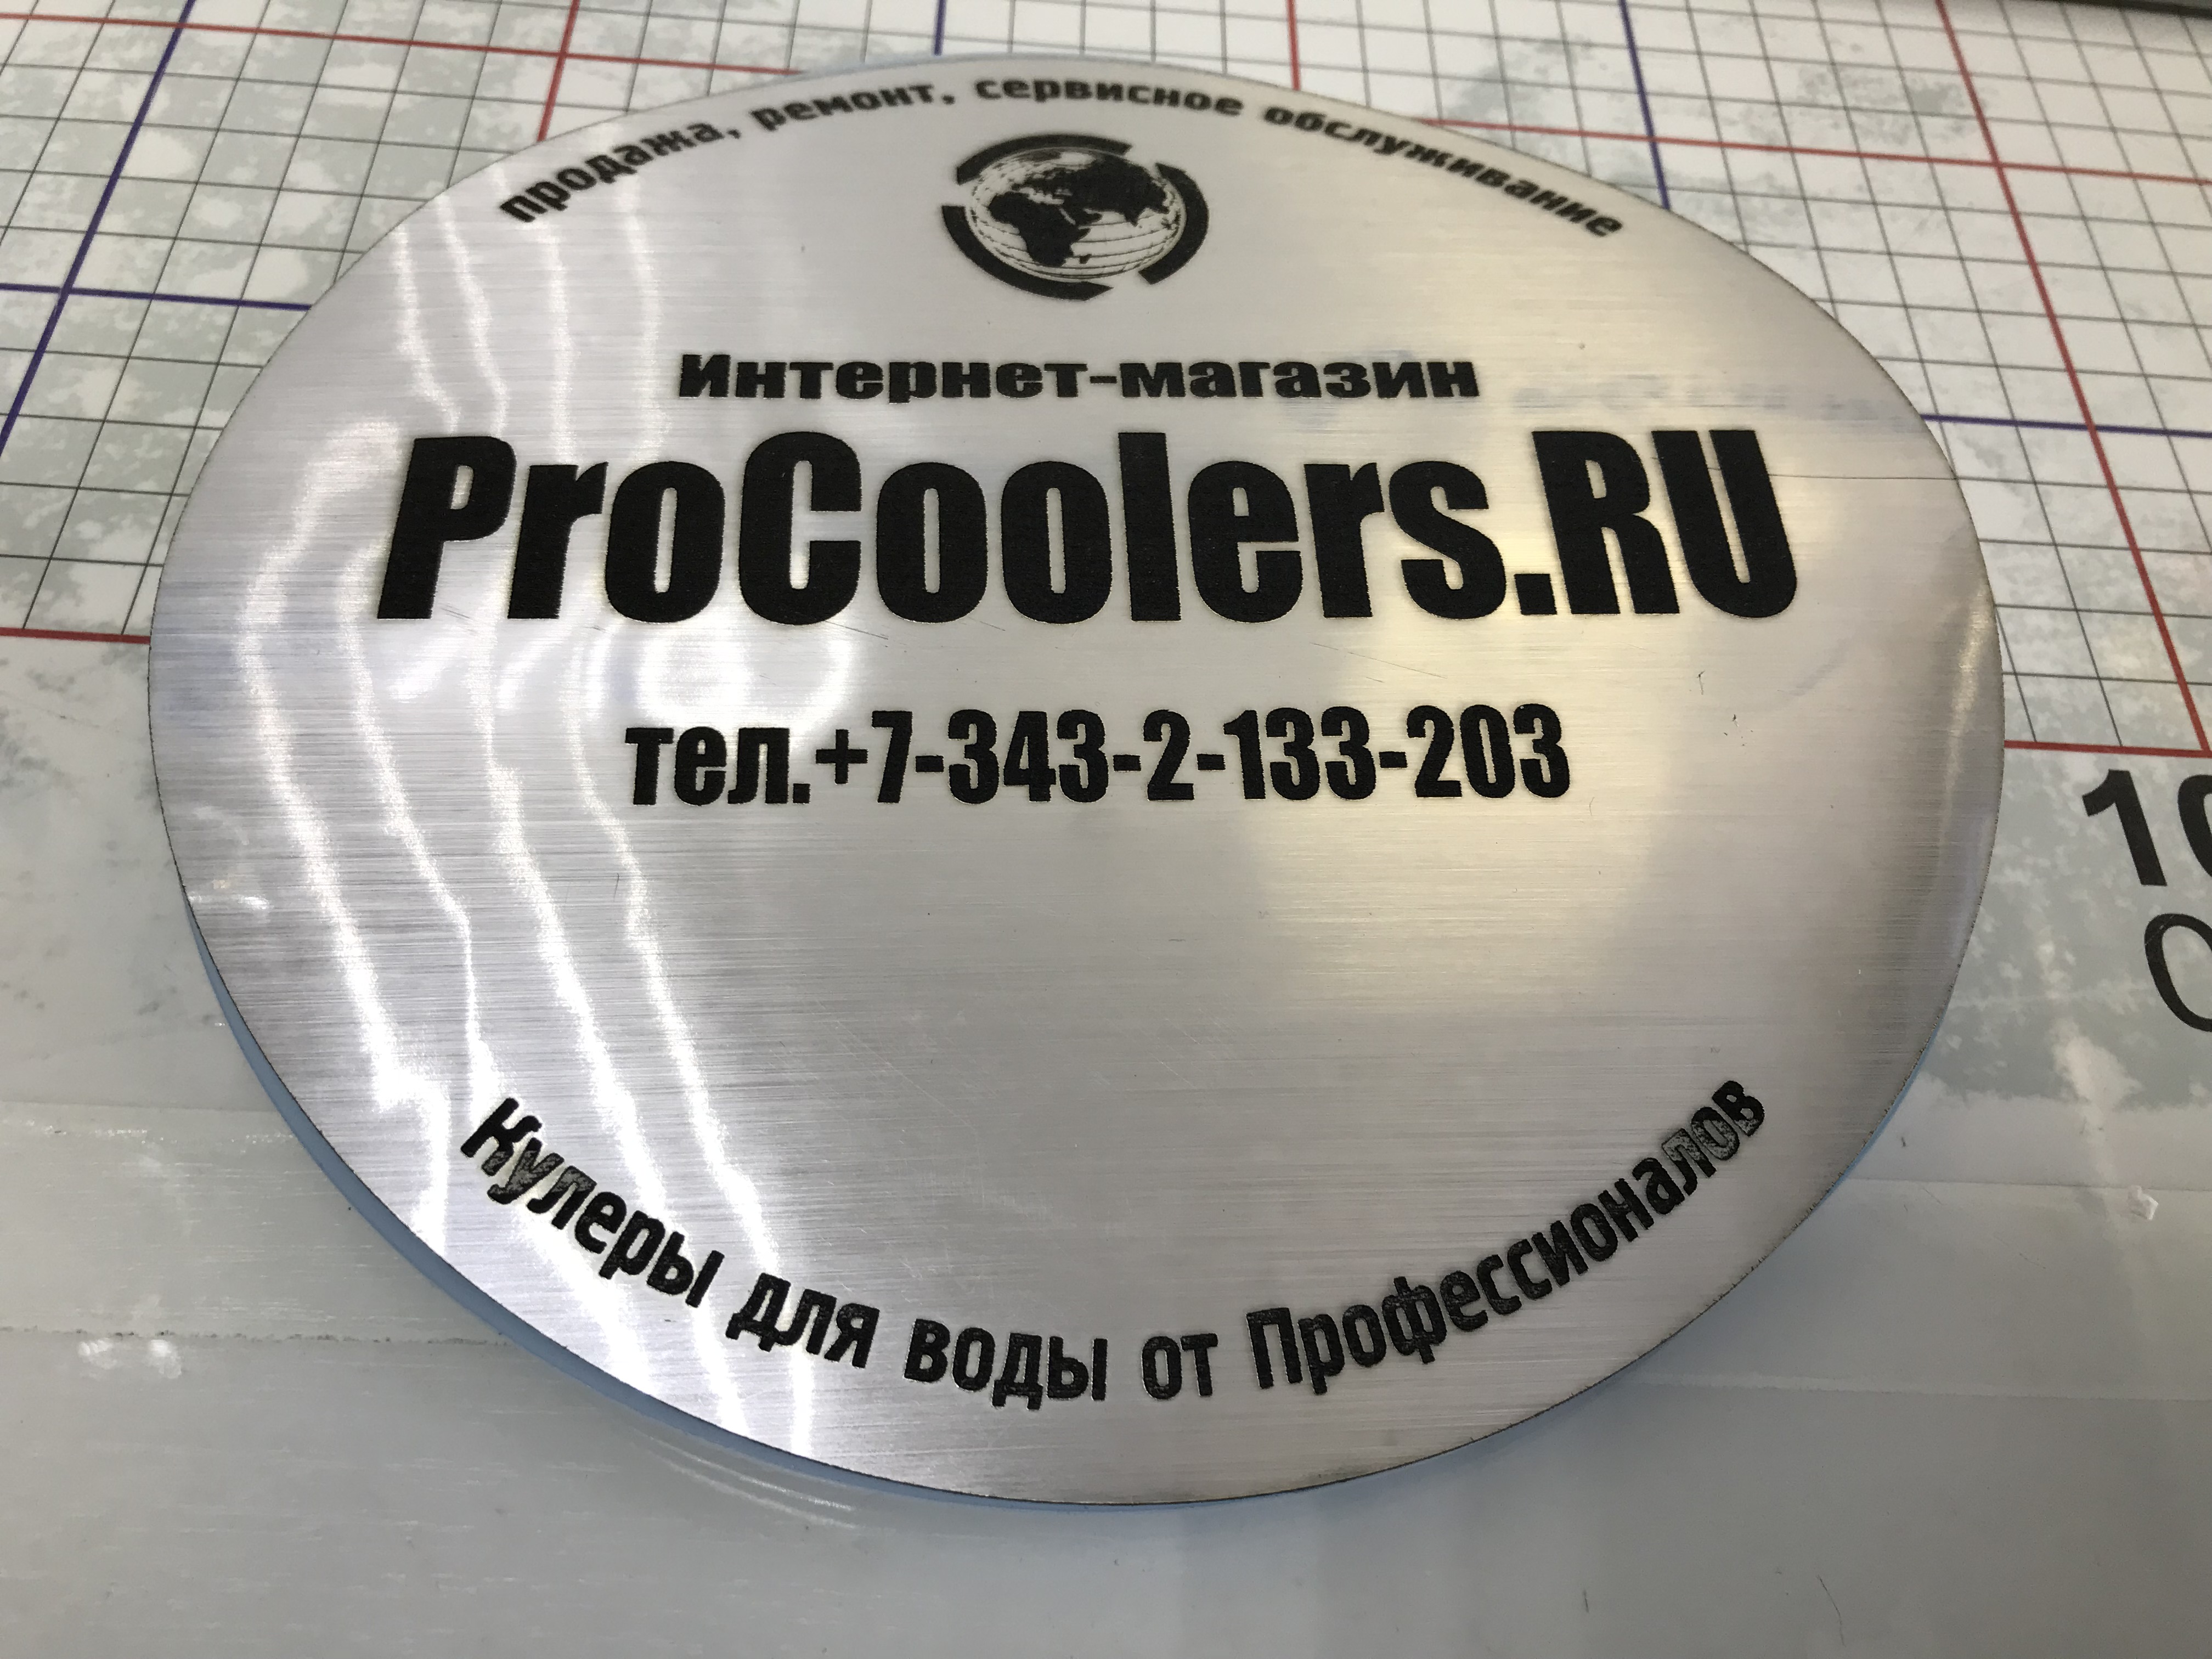 продажа, ремонт, сервисное обслуживание
Интернет-магазин
ProCoolers.RU
тел.+7-343-2-133-203
Кулеры для воды от Профессионалов